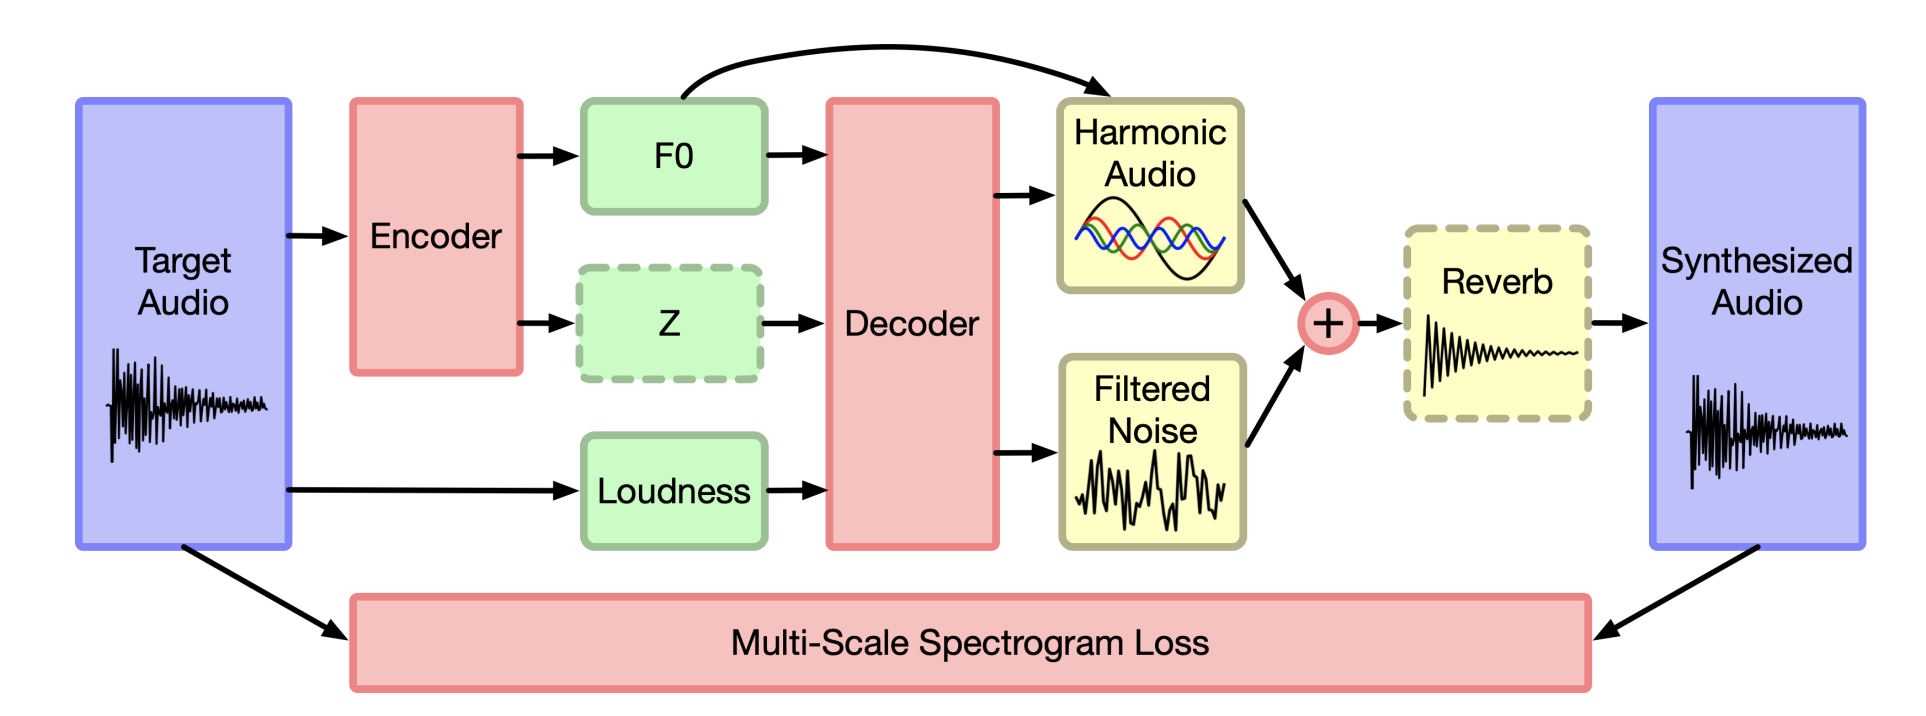 Target
Audio
Encoder
F0
Z
Loudness
Decoder
Harmonic
Audio
Filtered
Noise
+
Reverb
Synthesized
Audio
Multi-Scale Spectrogram Loss